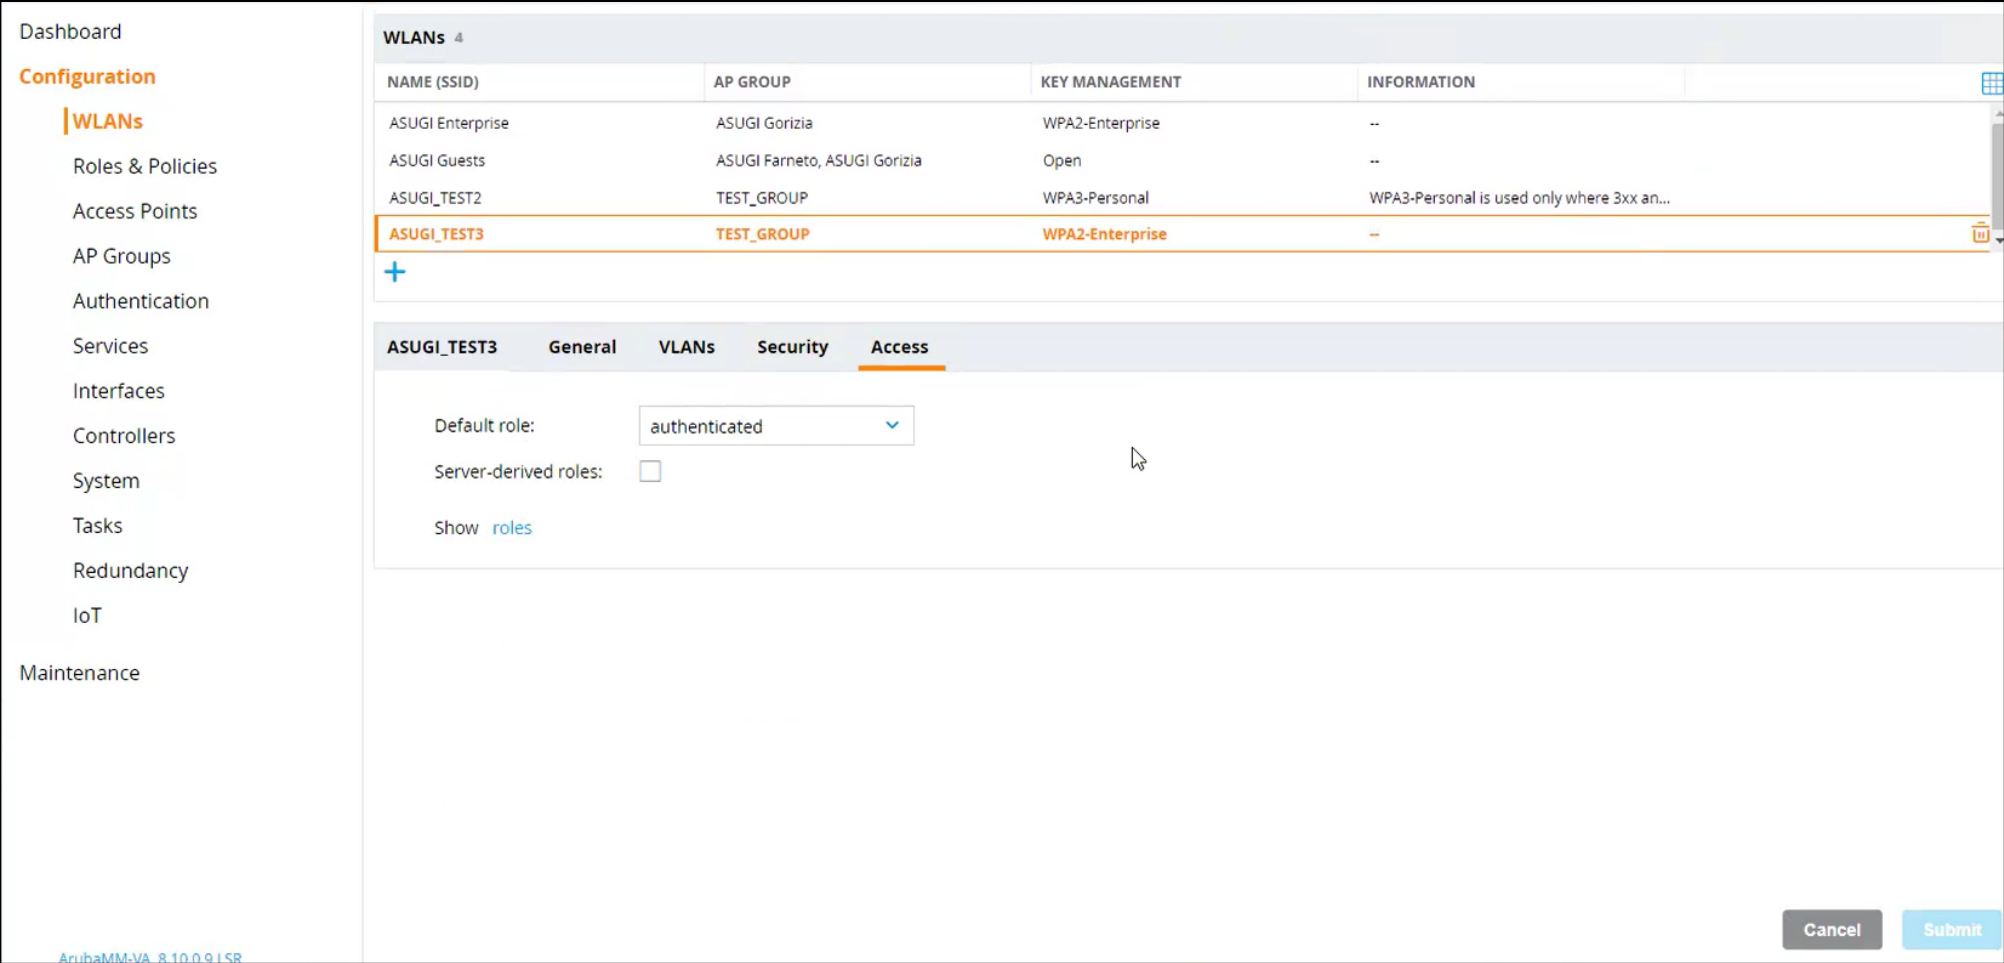 Dashboard
Configuration
WLANs
Roles & Policies
Access Points
AP Groups
Authentication
Services
Interfaces
Controllers
System
Tasks
Redundancy
IoT
Maintenance
ArubaMM-VA, 8.10.0.9 LSR
WLANs 4
NAME (SSID) AP GROUP KEY MANAGEMENT INFORMATION
ASUGI Enterprise ASUGI Gorizia WPA2-Enterprise --
ASUGI Guests ASUGI Farneto, ASUGI Gorizia Open --
ASUGI_TEST2 TEST_GROUP WPA3-Personal WPA3-Personal is used only where 3xx an...
ASUGI_TEST3 TEST_GROUP WPA2-Enterprise --
+
ASUGI_TEST3 General VLANs Security Access
Default role: authenticated
Server-derived roles:
Show roles
Cancel Submit